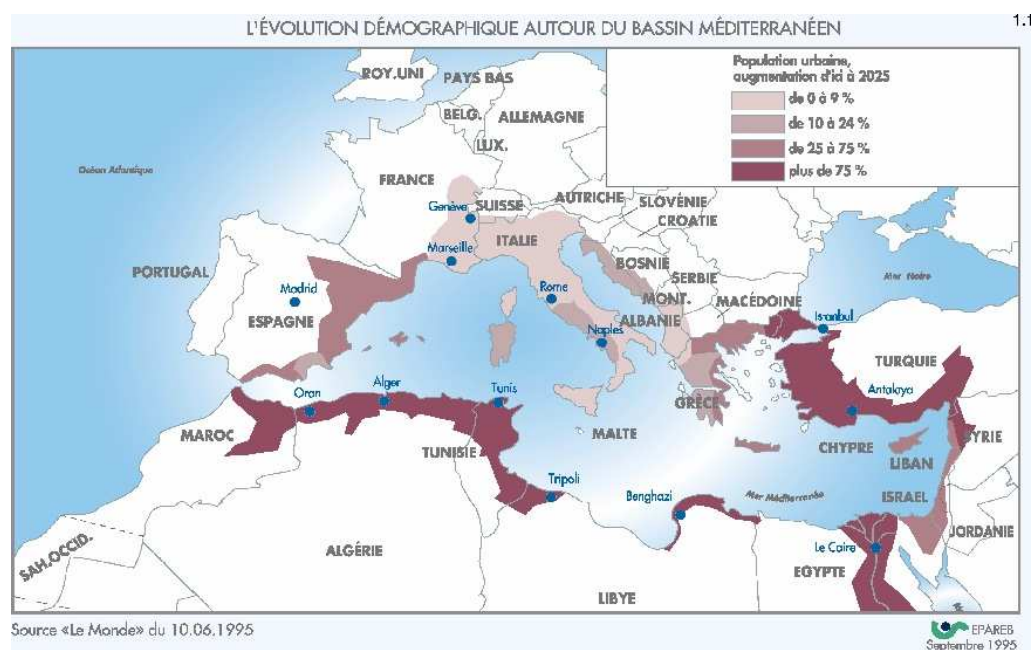 L'ÉVOLUTION DÉMOGRAPHIQUE AUTOUR DU BASSIN MÉDITERRANÉEN
1.1
Population urbaine,
augmentation d'ici à 2025
de 0 à 9 %
de 10 à 24 %
de 25 à 75 %
plus de 75 %
ROY.UNI
PAYS BAS
BELG.
ALLEMAGNE
LUX.
Océan Atlantique
FRANCE
AUTRICHE
SLOVÉNIE
SUISSE
CROATIE
Genève
ITALIE
Marseille
BOSNIE
PORTUGAL
SERBIE
Mer Noire
Madrid
Rome
MONT.
MACÉDOINE
ESPAGNE
ALBANIE
Istanbul
Naples
TURQUIE
Oran
Alger
Tunis
Antalaya
GRÈCE
MAROC
MALTE
TUNISIE
CHYPRE
SYRIE
LIBAN
Tripoli
Benghazi
Mer Méditerranée
ISRAEL
JORDANIE
ALGÉRIE
Le Caire
SAH.OCCID.
EGYPTE
LIBYE
Source «Le Monde» du 10.06.1995
EPAREB
Septembre 1995